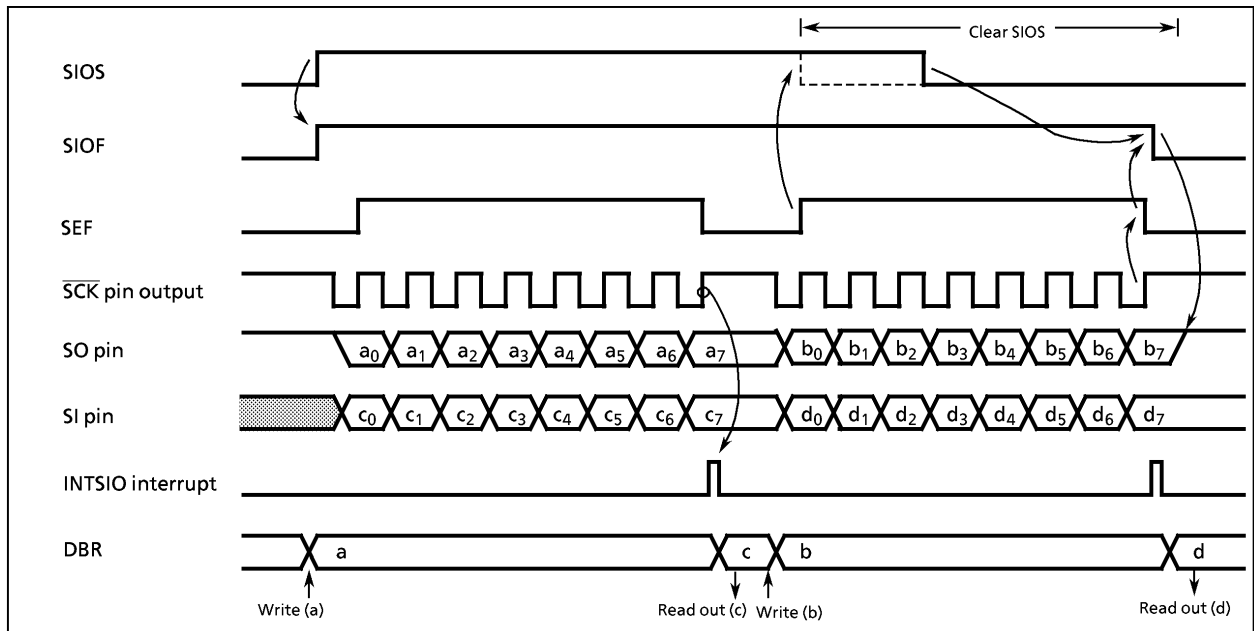 Clear SIOS
SIOS
SIOF
SEF
SCK pin output
SO pin a0 a1 a2 a3 a4 a5 a6 a7 b0 b1 b2 b3 b4 b5 b6 b7
SI pin c0 c1 c2 c3 c4 c5 c6 c7 d0 d1 d2 d3 d4 d5 d6 d7
INTSIO interrupt
DBR a c b d
Write (a) Read out (c) Write (b) Read out (d)